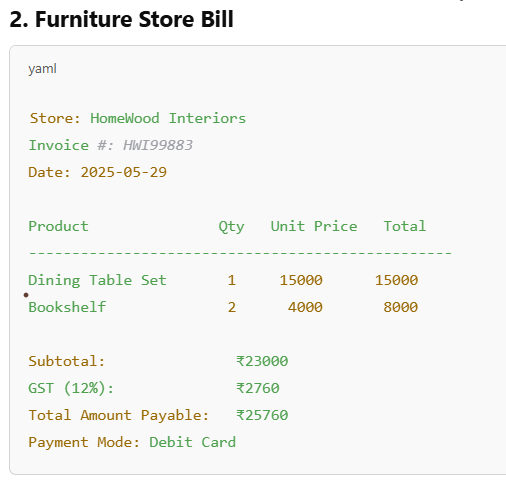 2. Furniture Store Bill
yaml
Store: HomeWood Interiors
Invoice #: HWI99883
Date: 2025-05-29
Product Qty Unit Price Total
----------------------------------------------------
Dining Table Set 1 15000 15000
Bookshelf 2 4000 8000
Subtotal: ₹23000
GST (12%): ₹2760
Total Amount Payable: ₹25760
Payment Mode: Debit Card